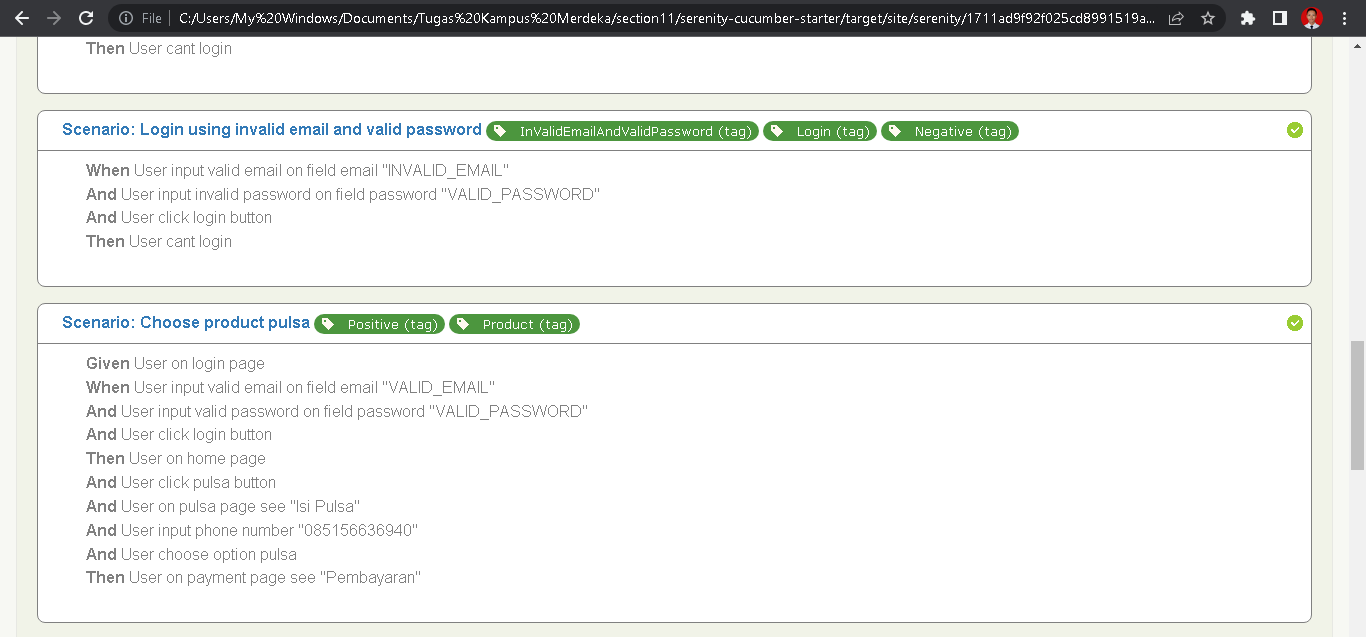 File
C:/Users/My%20Windows/Documents/Tugas%20Kampus%20Merdeka/section11/serenity-cucumber-starter/target/site/serenity/1711ad9f92f025cd8991519a...
Then User cant login
Scenario: Login using invalid email and valid password InValidEmailAndValidPassword (tag) Login (tag) Negative (tag)
When User input valid email on field email "INVALID_EMAIL"
And User input invalid password on field password "VALID_PASSWORD"
And User click login button
Then User cant login
Scenario: Choose product pulsa Positive (tag) Product (tag)
Given User on login page
When User input valid email on field email "VALID_EMAIL"
And User input valid password on field password "VALID_PASSWORD"
And User click login button
Then User on home page
And User click pulsa button
And User on pulsa page see "Isi Pulsa"
And User input phone number "085156636940"
And User choose option pulsa
Then User on payment page see "Pembayaran"